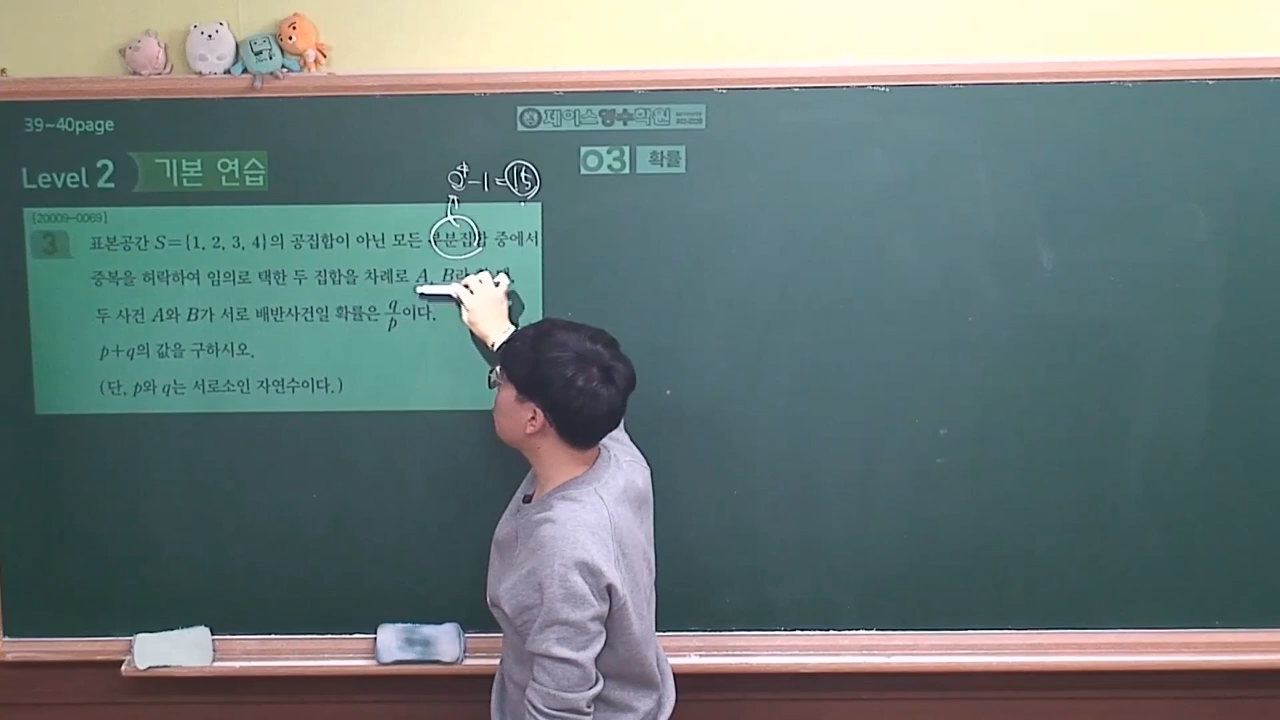 39~40page
제이스영수학원
Level 2 기본 연습
03 확률
2⁴-1=15
[20009-0069]
3 표본공간 S={1, 2, 3, 4}의 공집합이 아닌 모든 부분집합 중에서
중복을 허락하여 임의로 택한 두 집합을 차례로 A, B라
두 사건 A와 B가 서로 배반사건일 확률은 q/p이다.
p+q의 값을 구하시오.
(단, p와 q는 서로소인 자연수이다.)